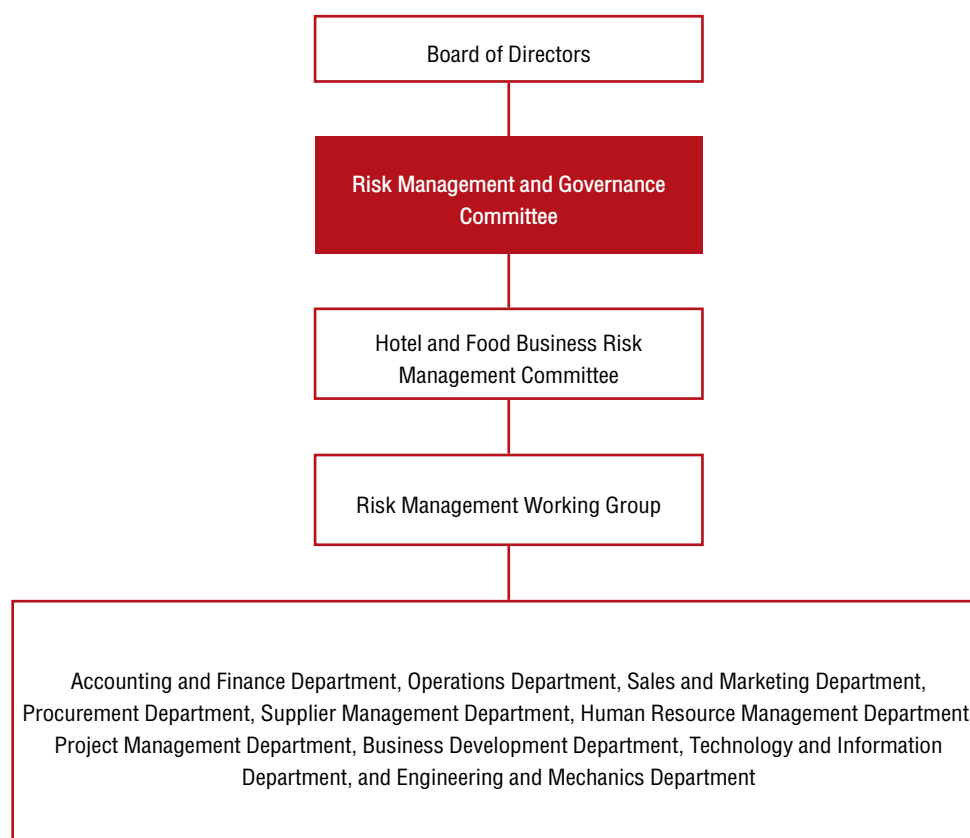 Board of Directors
Risk Management and Governance
Committee
Hotel and Food Business Risk
Management Committee
Risk Management Working Group
Accounting and Finance Department, Operations Department, Sales and Marketing Department,
Procurement Department, Supplier Management Department, Human Resource Management Department
Project Management Department, Business Development Department, Technology and Information
Department, and Engineering and Mechanics Department